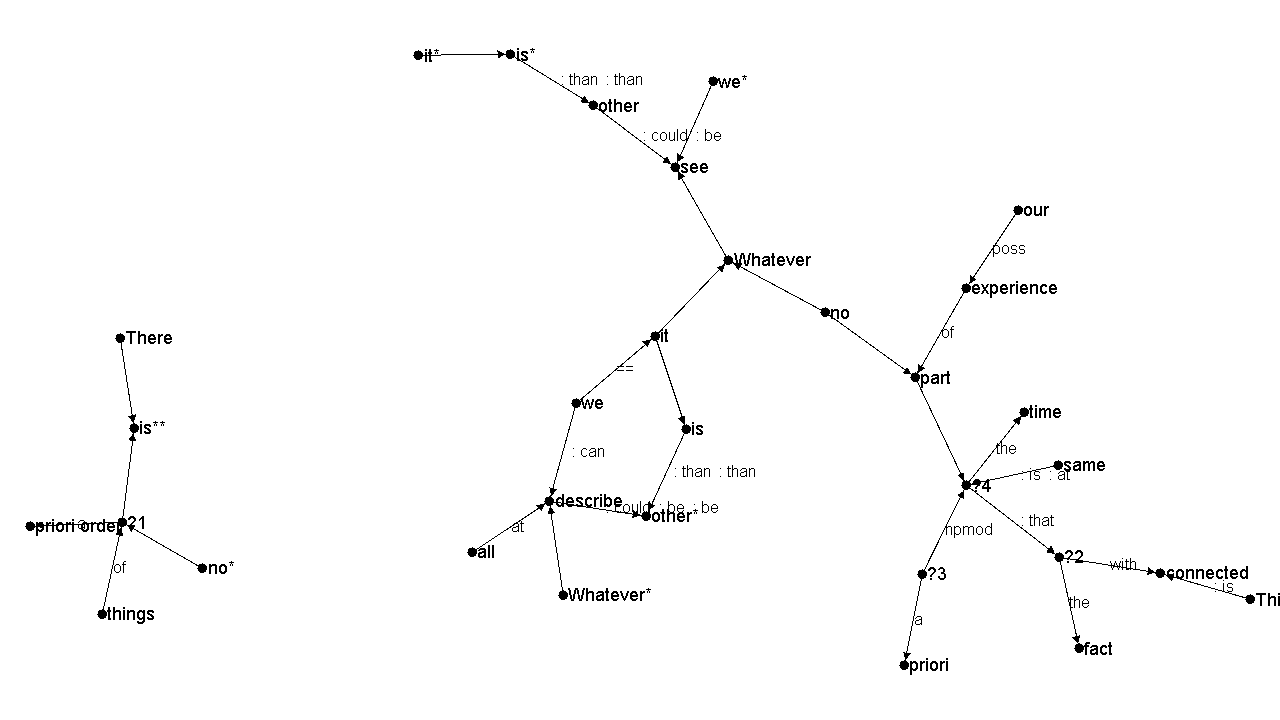 it*
is*
: than : than
we*
other
: could : be
see
our
poss
Whatever
experience
no
of
There
it
==
part
we
time
is**
is
the
: can
same
: than : than
: is : at
?4
describe
could : be : be
other*
priori order
a
?1
at
: that
npmod
all
?2
with
of
no*
connected
?3
: is
Whatever*
Thi
the
things
a
fact
priori